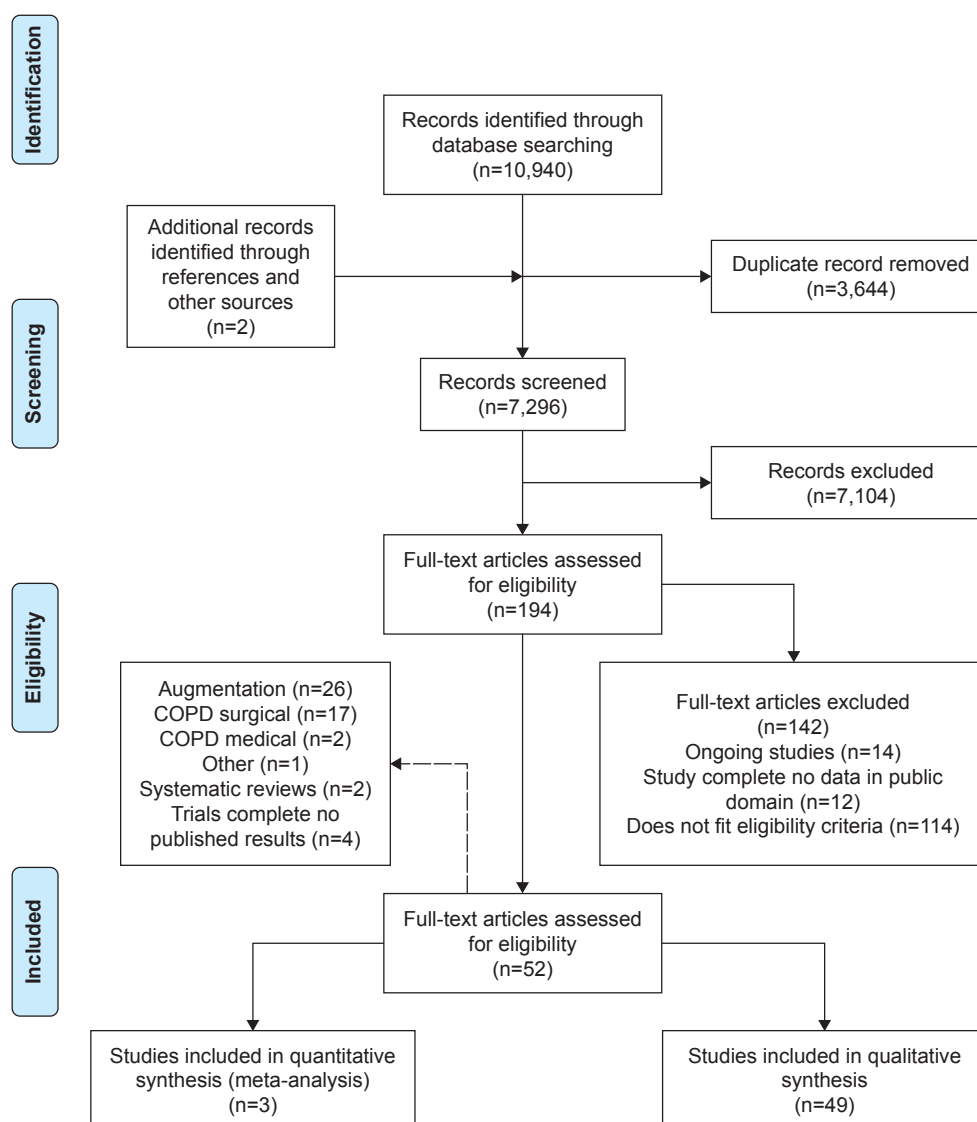 Identification
Records identified through
database searching
(n=10,940)
Additional records
identified through
references and
other sources
(n=2)
Duplicate record removed
(n=3,644)
Screening
Records screened
(n=7,296)
Records excluded
(n=7,104)
Full-text articles assessed
for eligibility
(n=194)
Eligibility
Augmentation (n=26)
COPD surgical (n=17)
COPD medical (n=2)
Other (n=1)
Systematic reviews (n=2)
Trials complete no
published results (n=4)
Full-text articles excluded
(n=142)
Ongoing studies (n=14)
Study complete no data in public
domain (n=12)
Does not fit eligibility criteria (n=114)
Included
Full-text articles assessed
for eligibility
(n=52)
Studies included in quantitative
synthesis (meta-analysis)
(n=3)
Studies included in qualitative
synthesis
(n=49)